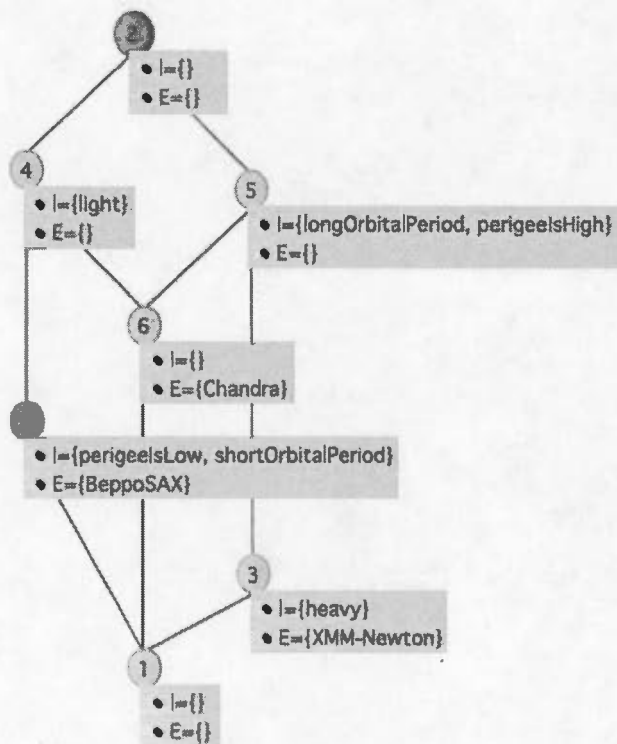 2
• I={}
• E={}
4
• I={light}
• E={}
5
• I={longOrbitalPeriod, perigeeIsHigh}
• E={}
6
• I={}
• E={Chandra}
• I={perigeeIsLow, shortOrbitalPeriod}
• E={BeppoSAX}
3
• I={heavy}
• E={XMM-Newton}
1
• I={}
• E={}